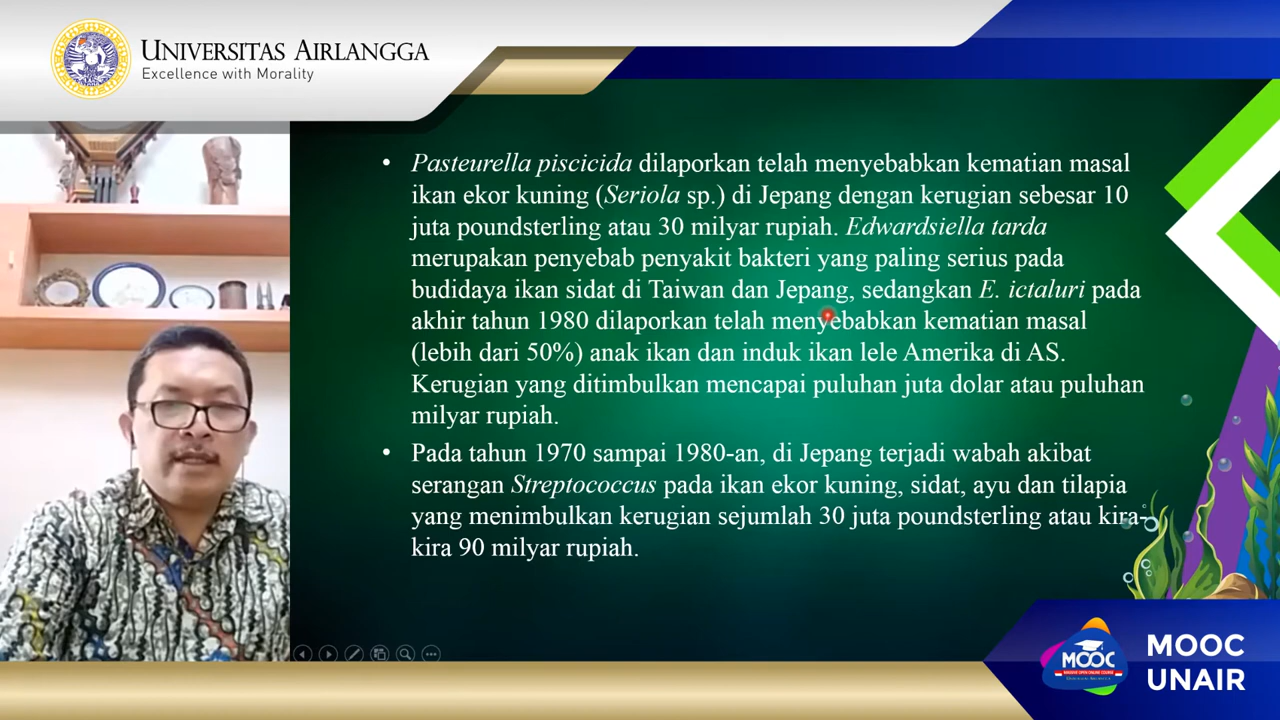 UNIVERSITAS AIRLANGGA
Excellence with Morality
• Pasteurella piscicida dilaporkan telah menyebabkan kematian masal
ikan ekor kuning (Seriola sp.) di Jepang dengan kerugian sebesar 10
juta poundsterling atau 30 milyar rupiah. Edwardsiella tarda
merupakan penyebab penyakit bakteri yang paling serius pada
budidaya ikan sidat di Taiwan dan Jepang, sedangkan E. ictaluri pada
akhir tahun 1980 dilaporkan telah menyebabkan kematian masal
(lebih dari 50%) anak ikan dan induk ikan lele Amerika di AS.
Kerugian yang ditimbulkan mencapai puluhan juta dolar atau puluhan
milyar rupiah.
• Pada tahun 1970 sampai 1980-an, di Jepang terjadi wabah akibat
serangan Streptococcus pada ikan ekor kuning, sidat, ayu dan tilapia
yang menimbulkan kerugian sejumlah 30 juta poundsterling atau kira-
kira 90 milyar rupiah.
MOOC
MOOC
UNAIR